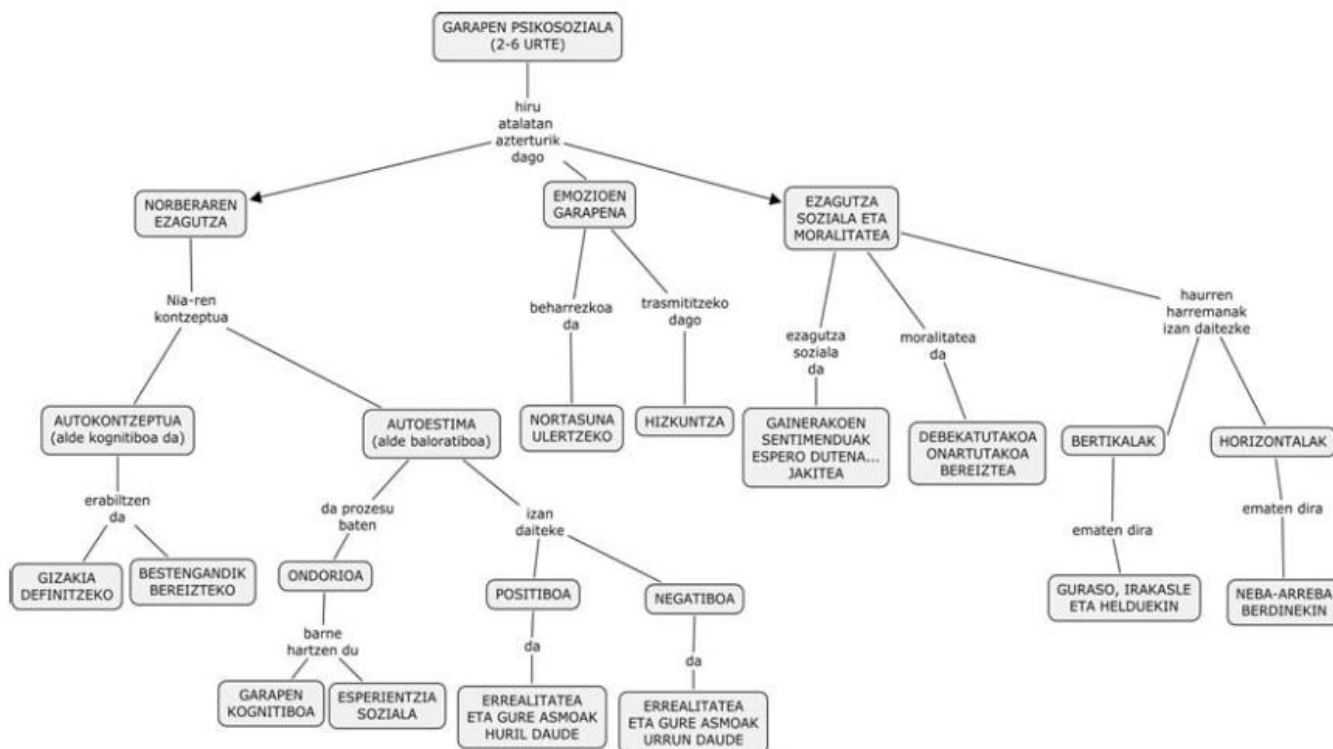 GARAPEN PSIKOSOZIALA
(2-6 URTE)
hiru
atalatan
azterturik
dago
NORBERAREN
EZAGUTZA
EMOZIOEN
GARAPENA
EZAGUTZA
SOZIALA ETA
MORALITATEA
Nia-ren
kontzeptua
beharrezkoa
da
trasmititzeko
dago
ezagutza
soziala
da
moralitatea
da
haurren
harremanak
izan daitezke
AUTOKONTZEPTUA
(alde kognitiboa da)
AUTOESTIMA
(alde baloratiboa)
NORTASUNA
ULERTZEKO
HIZKUNTZA
GAINERAKOEN
SENTIMENDUAK
ESPERO DUTENA...
JAKITEA
DEBEKATUTAKOA
ONARTUTAKOA
BEREIZTEA
BERTIKALAK
HORIZONTALAK
erabiltzen
da
da prozesu
baten
izan
daiteke
ematen dira
ematen dira
GIZAKIA
DEFINITZEKO
BESTENGANDIK
BEREIZTEKO
ONDORIOA
POSITIBOA
NEGATIBOA
GURASO, IRAKASLE
ETA HELDUEKIN
NEBA-ARREBA,
BERDINEKIN
barne
hartzen du
da
da
GARAPEN
KOGNITIBOA
ESPERIENTZIA
SOZIALA
ERREALITATEA
ETA GURE ASMOAK
HURIL DAUDE
ERREALITATEA
ETA GURE ASMOAK
URRUN DAUDE